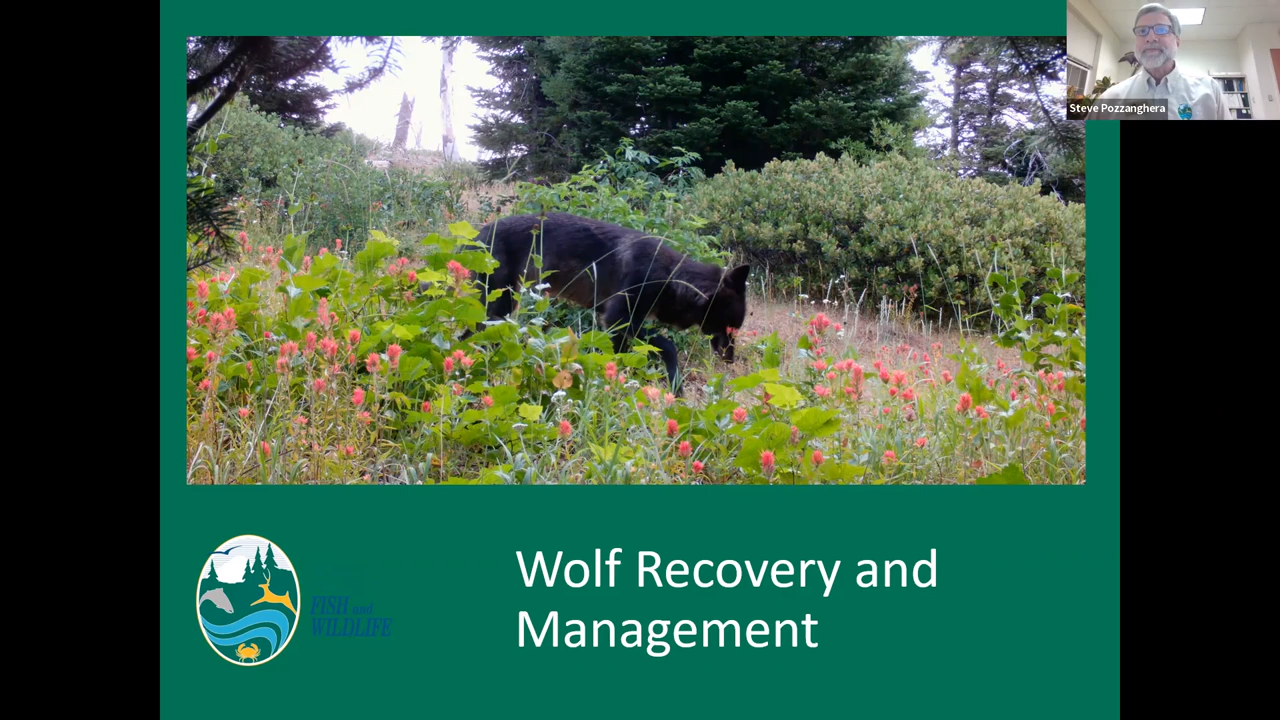 Steve Pozzanghera
FISH and
WILDLIFE
Wolf Recovery and
Management